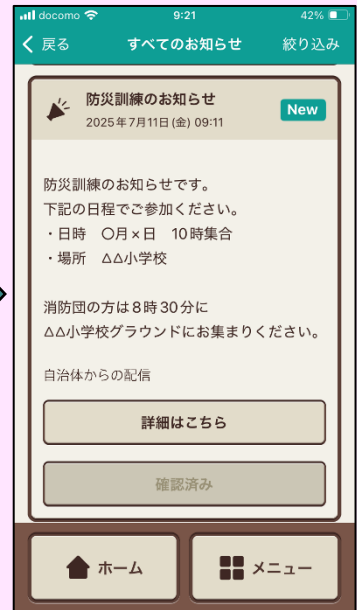 docomo 9:21 42%
戻る すべてのお知らせ 絞り込み
防災訓練のお知らせ
2025年7月11日(金) 09:11
New
防災訓練のお知らせです。
下記の日程でご参加ください。
・日時　〇月×日　10時集合
・場所　△△小学校
消防団の方は8時30分に
△△小学校グラウンドにお集まりください。
自治体からの配信
詳細はこちら
確認済み
ホーム メニュー